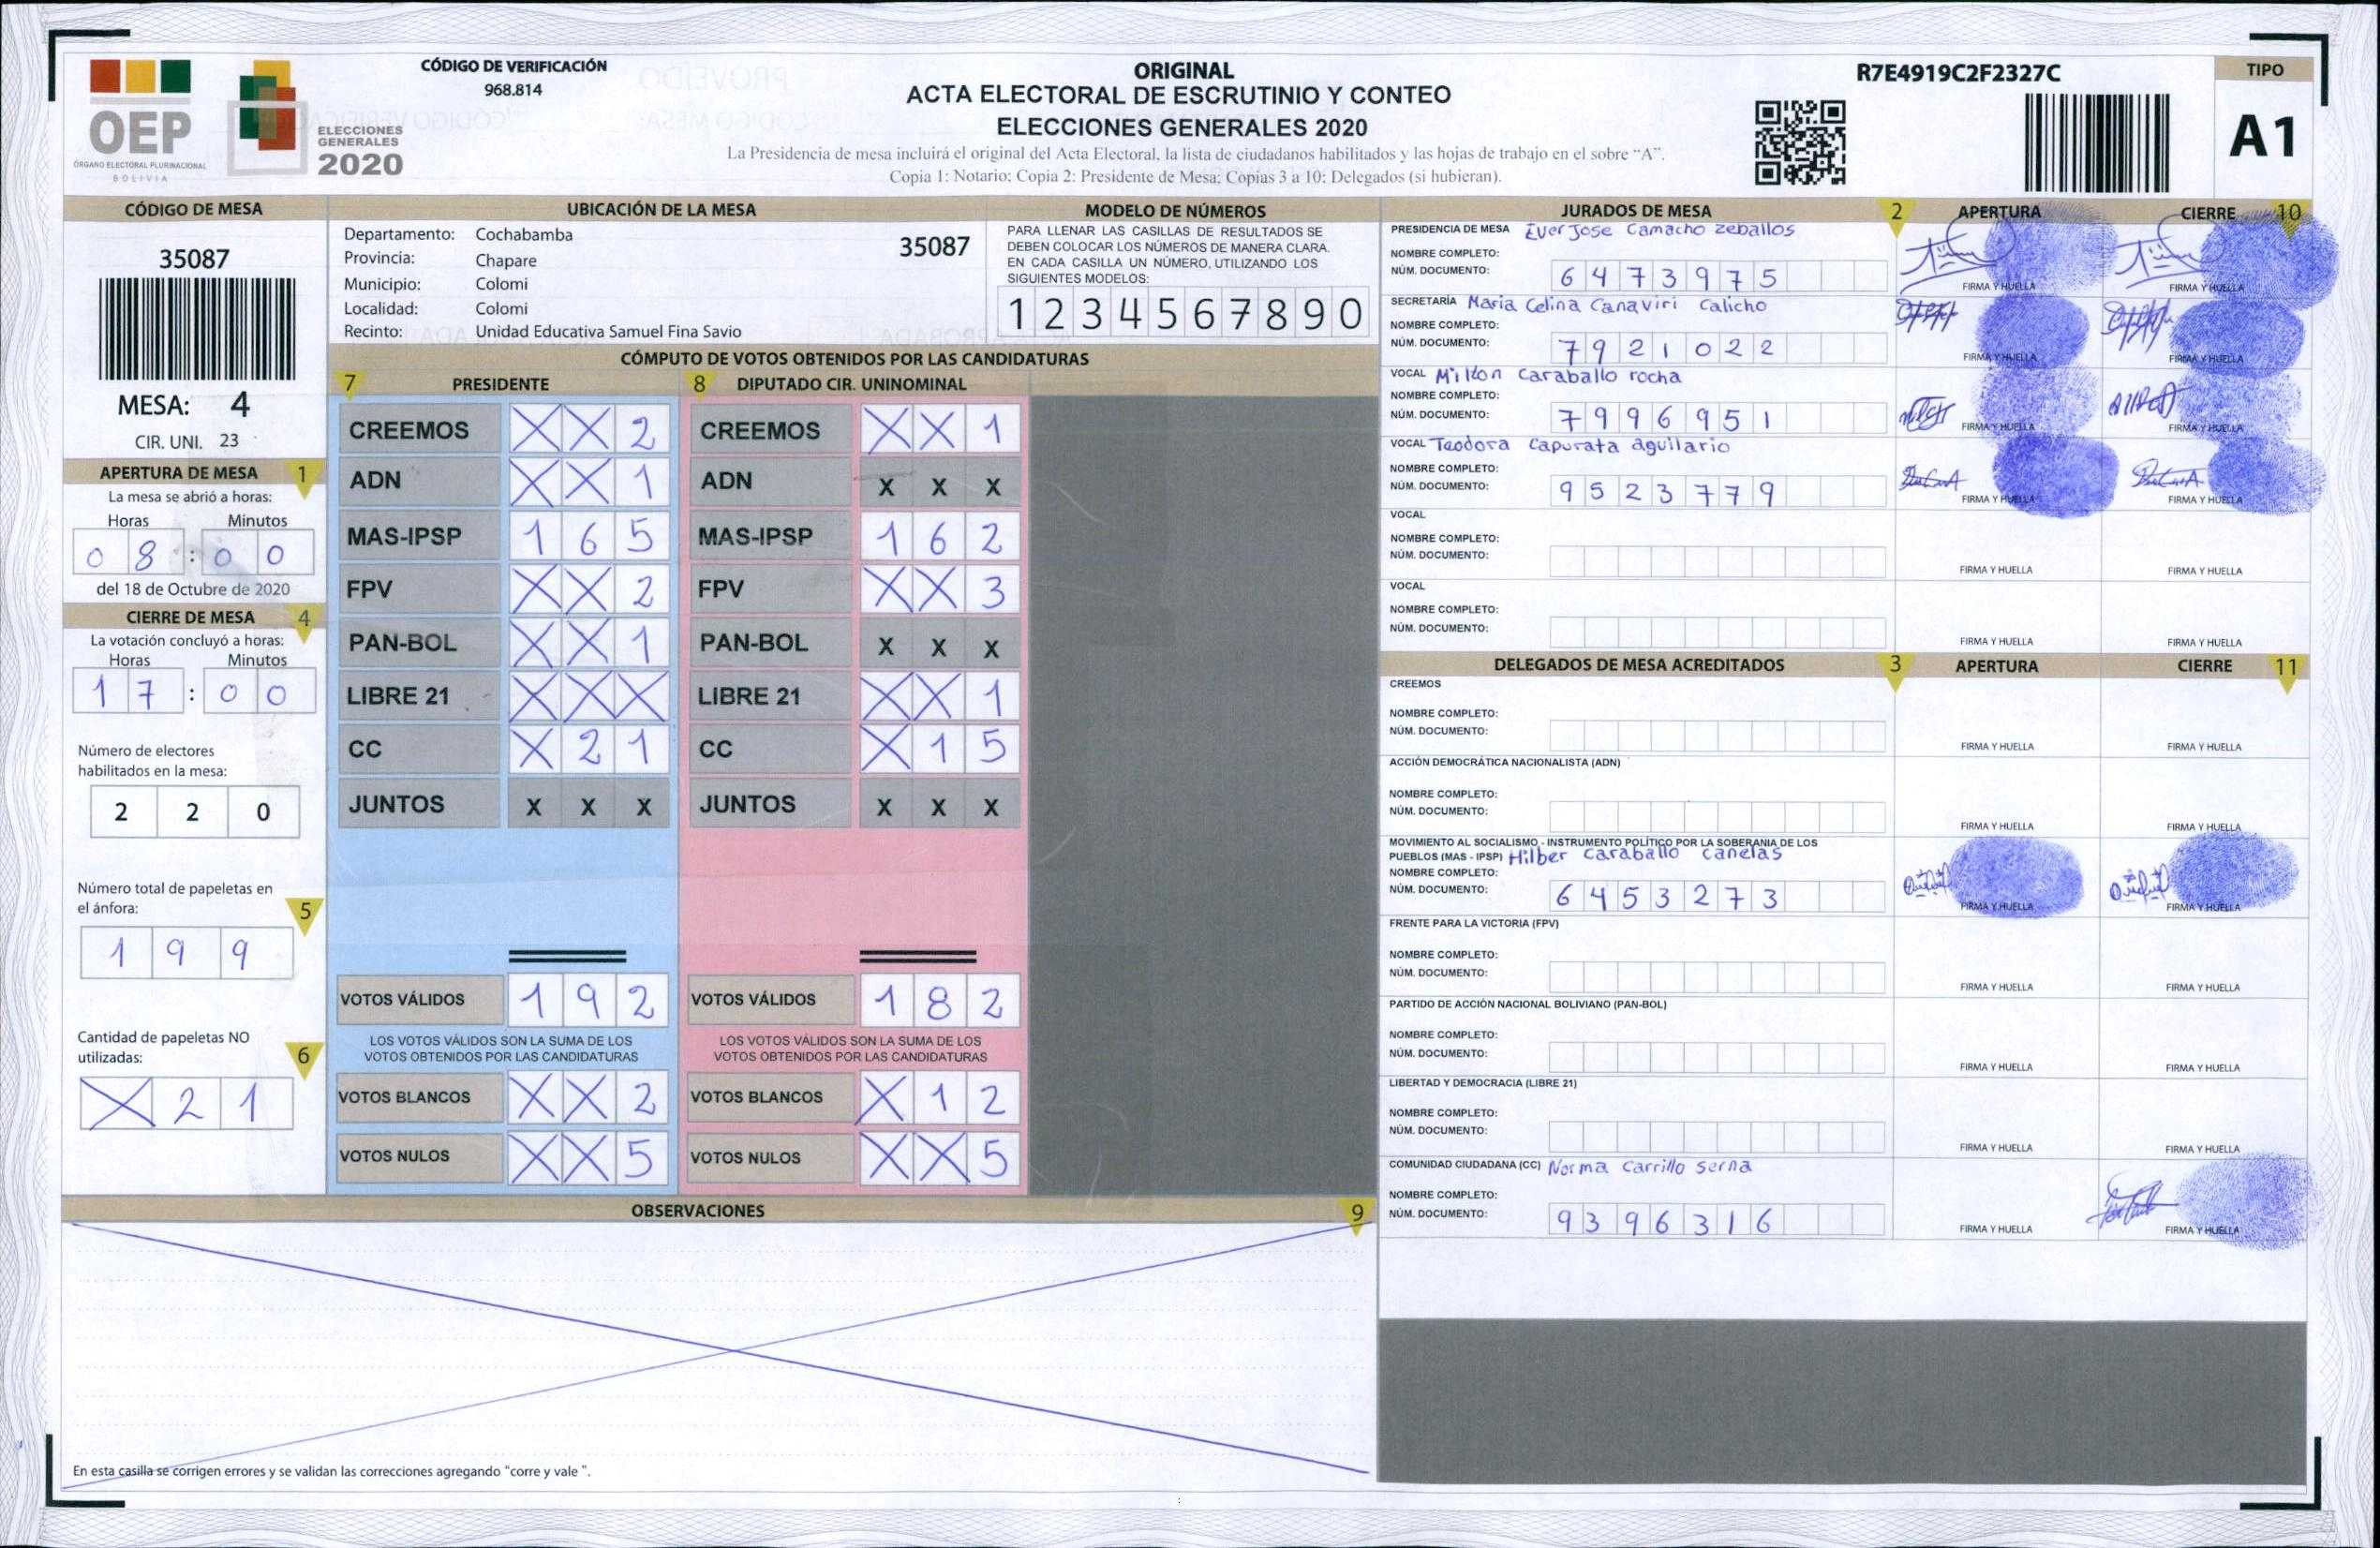 OEP
ÓRGANO ELECTORAL PLURINACIONAL
BOLIVIA
ELECCIONES
GENERALES
2020
CÓDIGO DE VERIFICACIÓN
968.814
ORIGINAL
ACTA ELECTORAL DE ESCRUTINIO Y CONTEO
ELECCIONES GENERALES 2020
La Presidencia de mesa incluirá el original del Acta Electoral, la lista de ciudadanos habilitados y las hojas de trabajo en el sobre “A”.
Copia 1: Notario; Copia 2: Presidente de Mesa; Copias 3 a 10: Delegados (si hubieran).
R7E4919C2F2327C
TIPO
A1
CÓDIGO DE MESA
35087
MESA: 4
CIR. UNI. 23
APERTURA DE MESA 1
La mesa se abrió a horas:
Horas Minutos
0 8 : 0 0
del 18 de Octubre de 2020
CIERRE DE MESA 4
La votación concluyó a horas:
Horas Minutos
1 7 : 0 0
Número de electores
habilitados en la mesa:
2 2 0
Número total de papeletas en
el ánfora: 5
1 9 9
Cantidad de papeletas NO
utilizadas: 6
X 2 1
UBICACIÓN DE LA MESA
Departamento: Cochabamba 35087
Provincia: Chapare
Municipio: Colomi
Localidad: Colomi
Recinto: Unidad Educativa Samuel Fina Savio
MODELO DE NÚMEROS
PARA LLENAR LAS CASILLAS DE RESULTADOS SE
DEBEN COLOCAR LOS NÚMEROS DE MANERA CLARA.
EN CADA CASILLA UN NÚMERO, UTILIZANDO LOS
SIGUIENTES MODELOS:
1 2 3 4 5 6 7 8 9 0
CÓMPUTO DE VOTOS OBTENIDOS POR LAS CANDIDATURAS
7 PRESIDENTE 8 DIPUTADO CIR. UNINOMINAL
CREEMOS X X 2 CREEMOS X X 1
ADN X X 1 ADN X X X
MAS-IPSP 1 6 5 MAS-IPSP 1 6 2
FPV X X 2 FPV X X 3
PAN-BOL X X 1 PAN-BOL X X X
LIBRE 21 X X X LIBRE 21 X X 1
CC X 2 1 CC X 1 5
JUNTOS X X X JUNTOS X X X
VOTOS VÁLIDOS 1 9 2 VOTOS VÁLIDOS 1 8 2
LOS VOTOS VÁLIDOS SON LA SUMA DE LOS LOS VOTOS VÁLIDOS SON LA SUMA DE LOS
VOTOS OBTENIDOS POR LAS CANDIDATURAS VOTOS OBTENIDOS POR LAS CANDIDATURAS
VOTOS BLANCOS X X 2 VOTOS BLANCOS X 1 2
VOTOS NULOS X X 5 VOTOS NULOS X X 5
OBSERVACIONES 9
En esta casilla se corrigen errores y se validan las correcciones agregando “corre y vale ”.
JURADOS DE MESA 2 APERTURA CIERRE 10
PRESIDENCIA DE MESA Ever Jose Camacho zeballos
NOMBRE COMPLETO:
NÚM. DOCUMENTO: 6 4 7 3 9 7 5
FIRMA Y HUELLA FIRMA Y HUELLA
SECRETARÍA Maria Celina Canaviri Calicho
NOMBRE COMPLETO:
NÚM. DOCUMENTO: 7 9 2 1 0 2 2
FIRMA Y HUELLA FIRMA Y HUELLA
VOCAL Milton Caraballo rocha
NOMBRE COMPLETO:
NÚM. DOCUMENTO: 7 9 9 6 9 5 1
FIRMA Y HUELLA FIRMA Y HUELLA
VOCAL Teodora Capurata aguilario
NOMBRE COMPLETO:
NÚM. DOCUMENTO: 9 5 2 3 7 7 9
FIRMA Y HUELLA FIRMA Y HUELLA
VOCAL
NOMBRE COMPLETO:
NÚM. DOCUMENTO:
FIRMA Y HUELLA FIRMA Y HUELLA
VOCAL
NOMBRE COMPLETO:
NÚM. DOCUMENTO:
FIRMA Y HUELLA FIRMA Y HUELLA
DELEGADOS DE MESA ACREDITADOS 3 APERTURA CIERRE 11
CREEMOS
NOMBRE COMPLETO:
NÚM. DOCUMENTO:
FIRMA Y HUELLA FIRMA Y HUELLA
ACCIÓN DEMOCRÁTICA NACIONALISTA (ADN)
NOMBRE COMPLETO:
NÚM. DOCUMENTO:
FIRMA Y HUELLA FIRMA Y HUELLA
MOVIMIENTO AL SOCIALISMO - INSTRUMENTO POLÍTICO POR LA SOBERANIA DE LOS
PUEBLOS (MAS - IPSP) Hilber Caraballo canelas
NOMBRE COMPLETO:
NÚM. DOCUMENTO: 6 4 5 3 2 7 3
FIRMA Y HUELLA FIRMA Y HUELLA
FRENTE PARA LA VICTORIA (FPV)
NOMBRE COMPLETO:
NÚM. DOCUMENTO:
FIRMA Y HUELLA FIRMA Y HUELLA
PARTIDO DE ACCIÓN NACIONAL BOLIVIANO (PAN-BOL)
NOMBRE COMPLETO:
NÚM. DOCUMENTO:
FIRMA Y HUELLA FIRMA Y HUELLA
LIBERTAD Y DEMOCRACIA (LIBRE 21)
NOMBRE COMPLETO:
NÚM. DOCUMENTO:
FIRMA Y HUELLA FIRMA Y HUELLA
COMUNIDAD CIUDADANA (CC) Norma Carrillo Serna
NOMBRE COMPLETO:
NÚM. DOCUMENTO: 9 3 9 6 3 1 6
FIRMA Y HUELLA FIRMA Y HUELLA